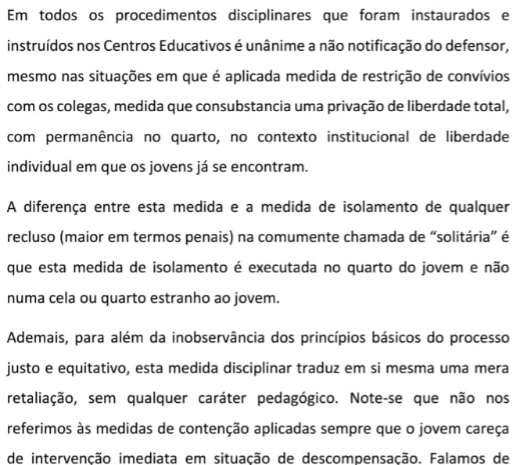 Em todos os procedimentos disciplinares que foram instaurados e
instruídos nos Centros Educativos é unânime a não notificação do defensor,
mesmo nas situações em que é aplicada medida de restrição de convívios
com os colegas, medida que consubstancia uma privação de liberdade total,
com permanência no quarto, no contexto institucional de liberdade
individual em que os jovens já se encontram.
A diferença entre esta medida e a medida de isolamento de qualquer
recluso (maior em termos penais) na comumente chamada de “solitária” é
que esta medida de isolamento é executada no quarto do jovem e não
numa cela ou quarto estranho ao jovem.
Ademais, para além da inobservância dos princípios básicos do processo
justo e equitativo, esta medida disciplinar traduz em si mesma uma mera
retaliação, sem qualquer caráter pedagógico. Note-se que não nos
referimos às medidas de contenção aplicadas sempre que o jovem careça
de intervenção imediata em situação de descompensação. Falamos de